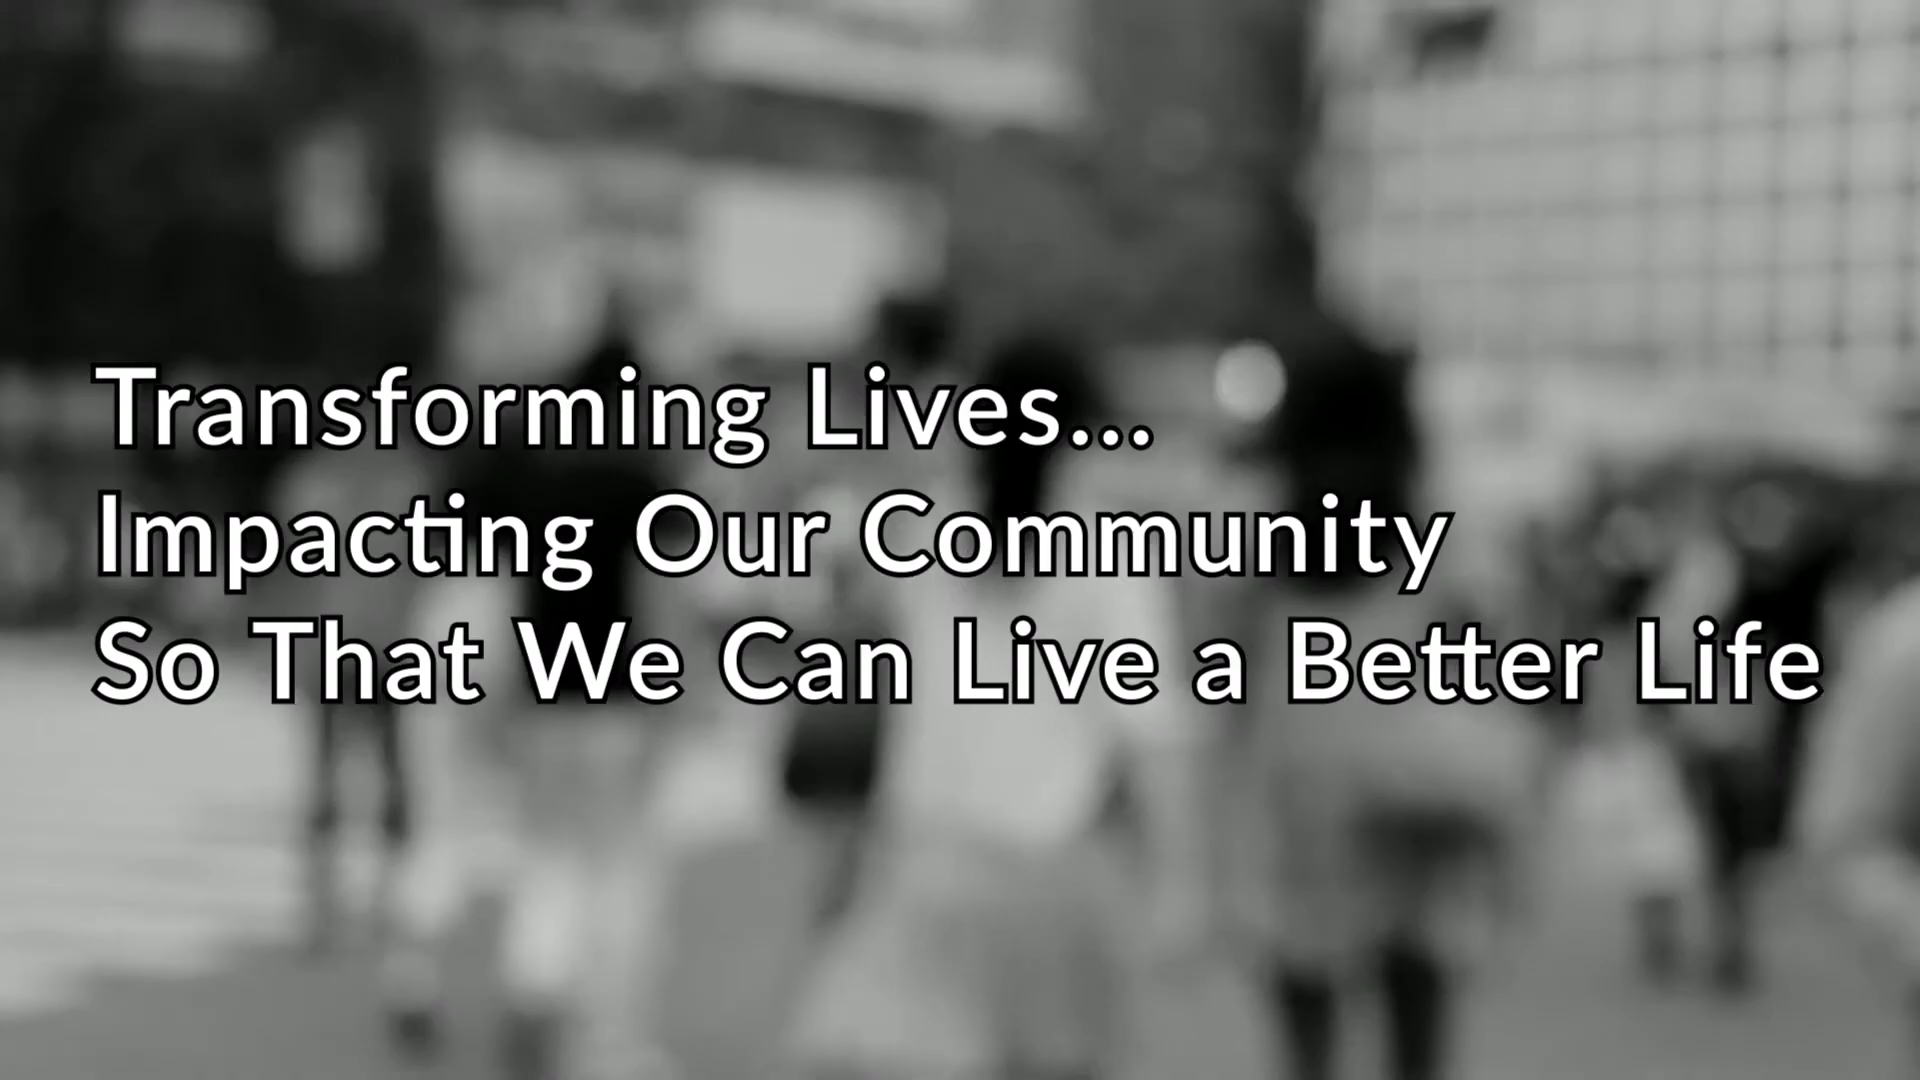 Transforming Lives...
Impacting Our Community
So That We Can Live a Better Life